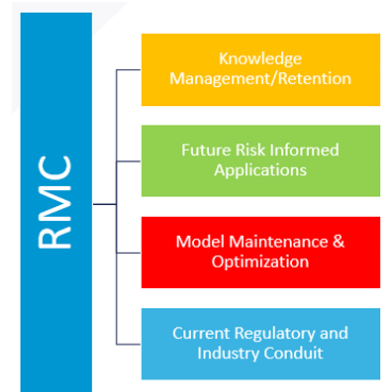 RMC
Knowledge
Management/Retention
Future Risk Informed
Applications
Model Maintenance &
Optimization
Current Regulatory and
Industry Conduit